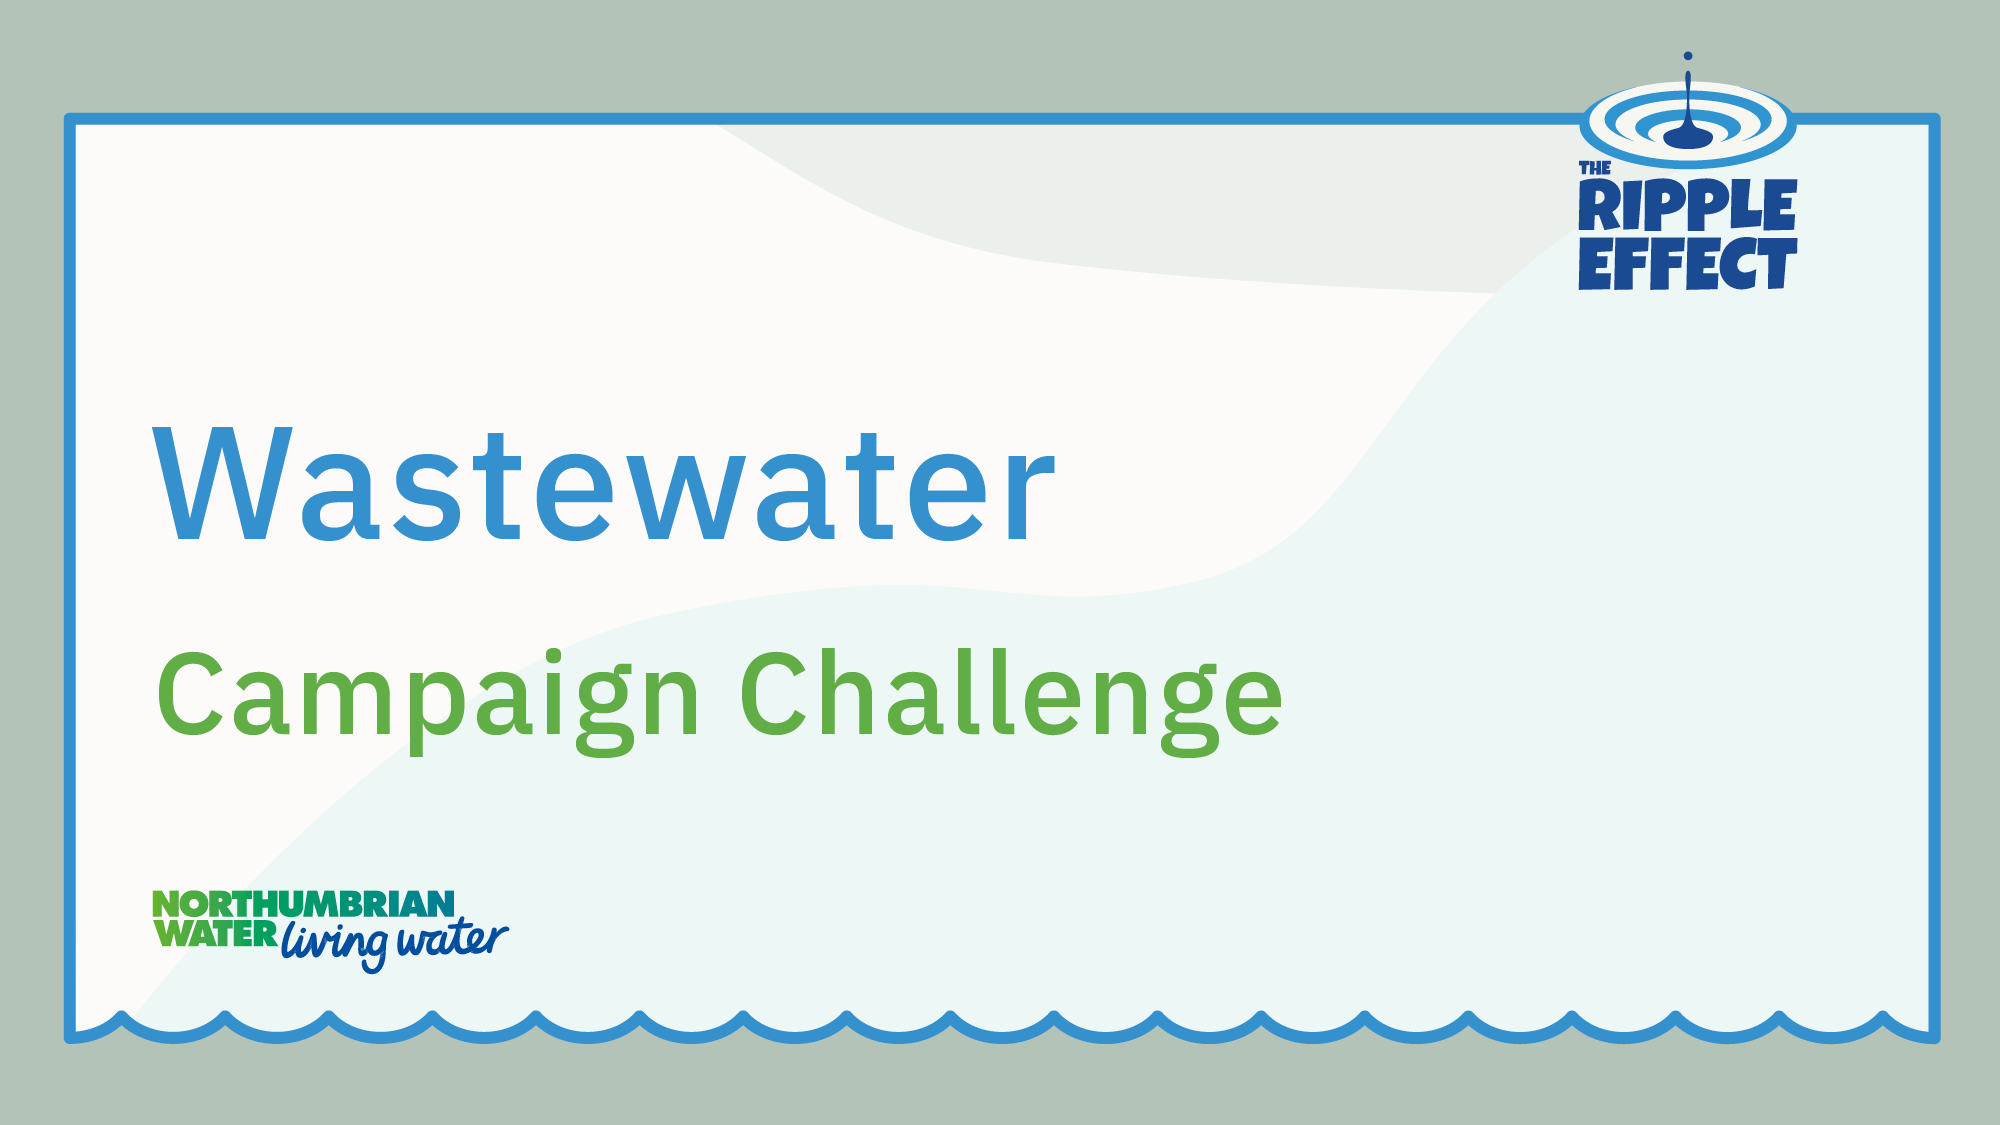 THE
RIPPLE
EFFECT
Wastewater
Campaign Challenge
NORTHUMBRIAN
WATER living water